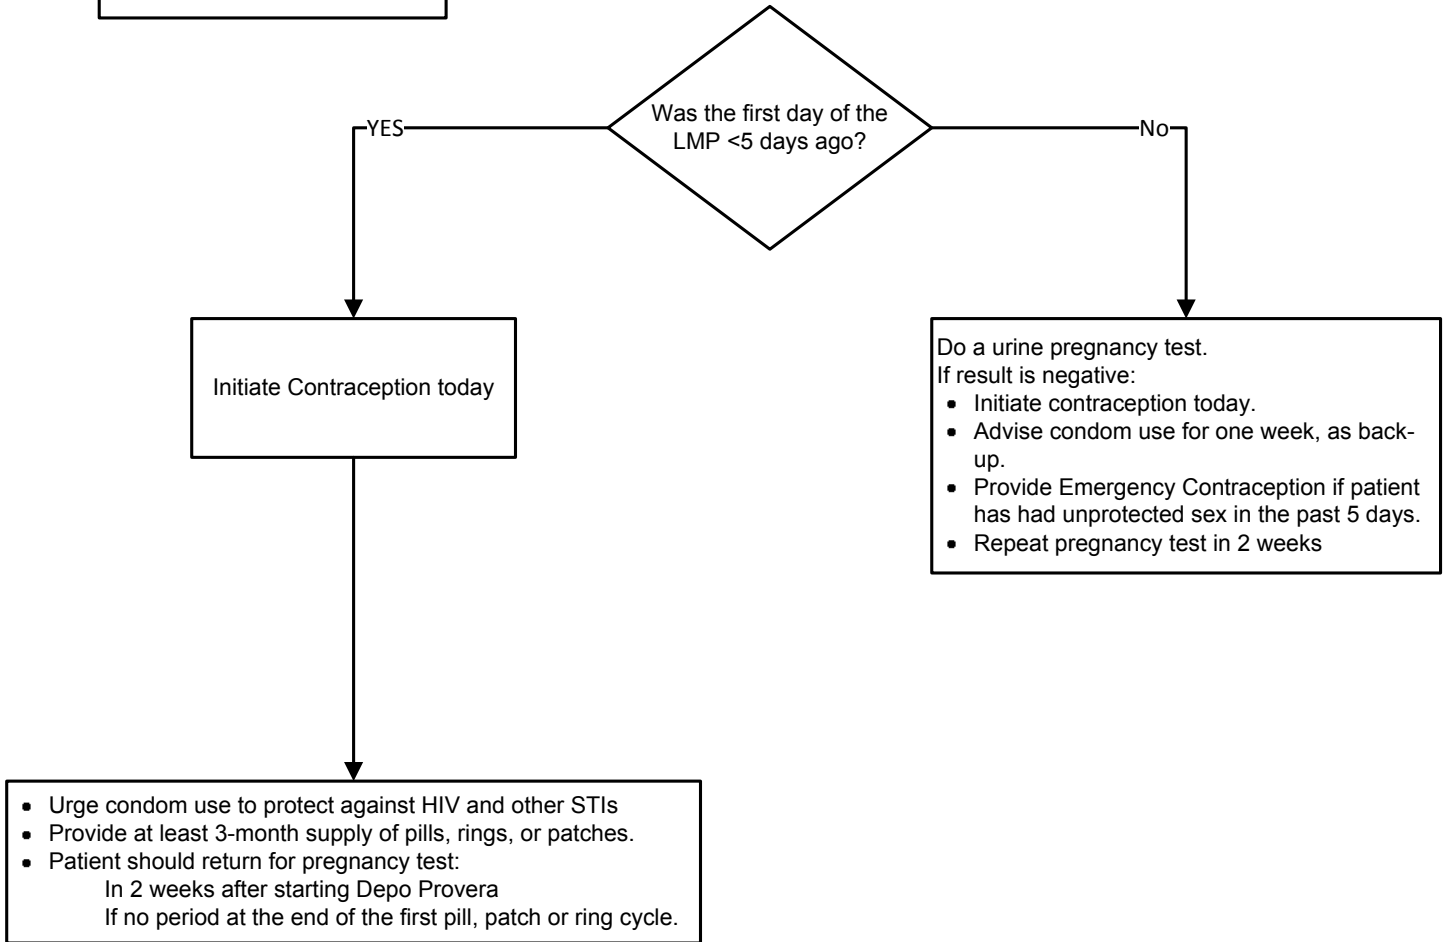 Was the first day of the
LMP <5 days ago?
YES
No
Initiate Contraception today
Do a urine pregnancy test.
If result is negative:
• Initiate contraception today.
• Advise condom use for one week, as back-
up.
• Provide Emergency Contraception if patient
has had unprotected sex in the past 5 days.
• Repeat pregnancy test in 2 weeks
• Urge condom use to protect against HIV and other STIs
• Provide at least 3-month supply of pills, rings, or patches.
• Patient should return for pregnancy test:
In 2 weeks after starting Depo Provera
If no period at the end of the first pill, patch or ring cycle.